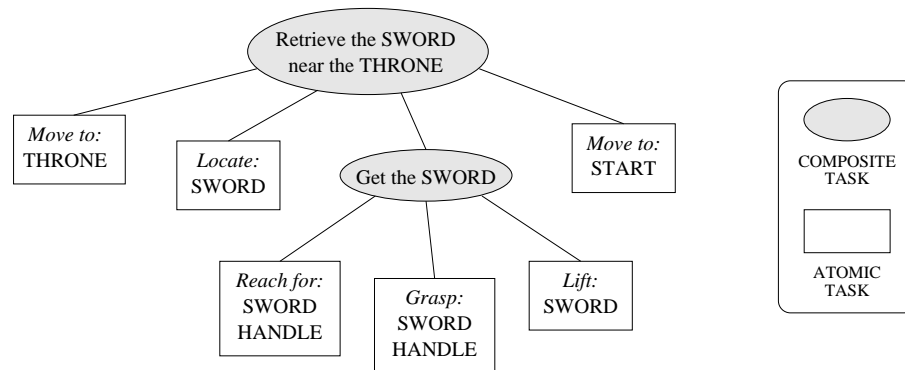 Retrieve the SWORD
near the THRONE
Move to:
THRONE
Locate:
SWORD
Get the SWORD
Move to:
START
Reach for:
SWORD
HANDLE
Grasp:
SWORD
HANDLE
Lift:
SWORD
COMPOSITE
TASK
ATOMIC
TASK